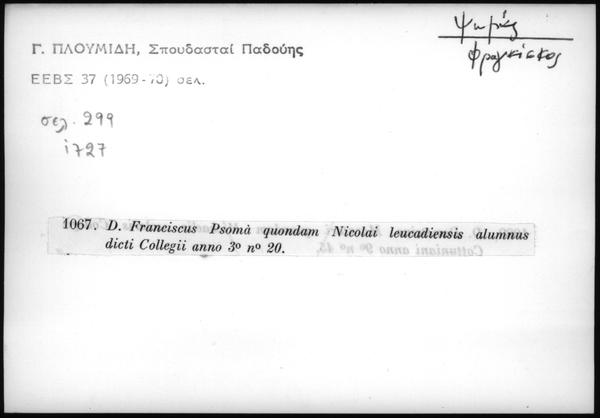 Ψωμᾶς
Φραγκίσκος
Γ. ΠΛΟΥΜΙΔΗ, Σπουδασταί Παδούης
ΕΕΒΣ 37 (1969-70) σελ.
σελ. 299
1727
1067. D. Franciscus Psomà quondam Nicolai leucadiensis alumnus
dicti Collegii anno 3º nº 20.